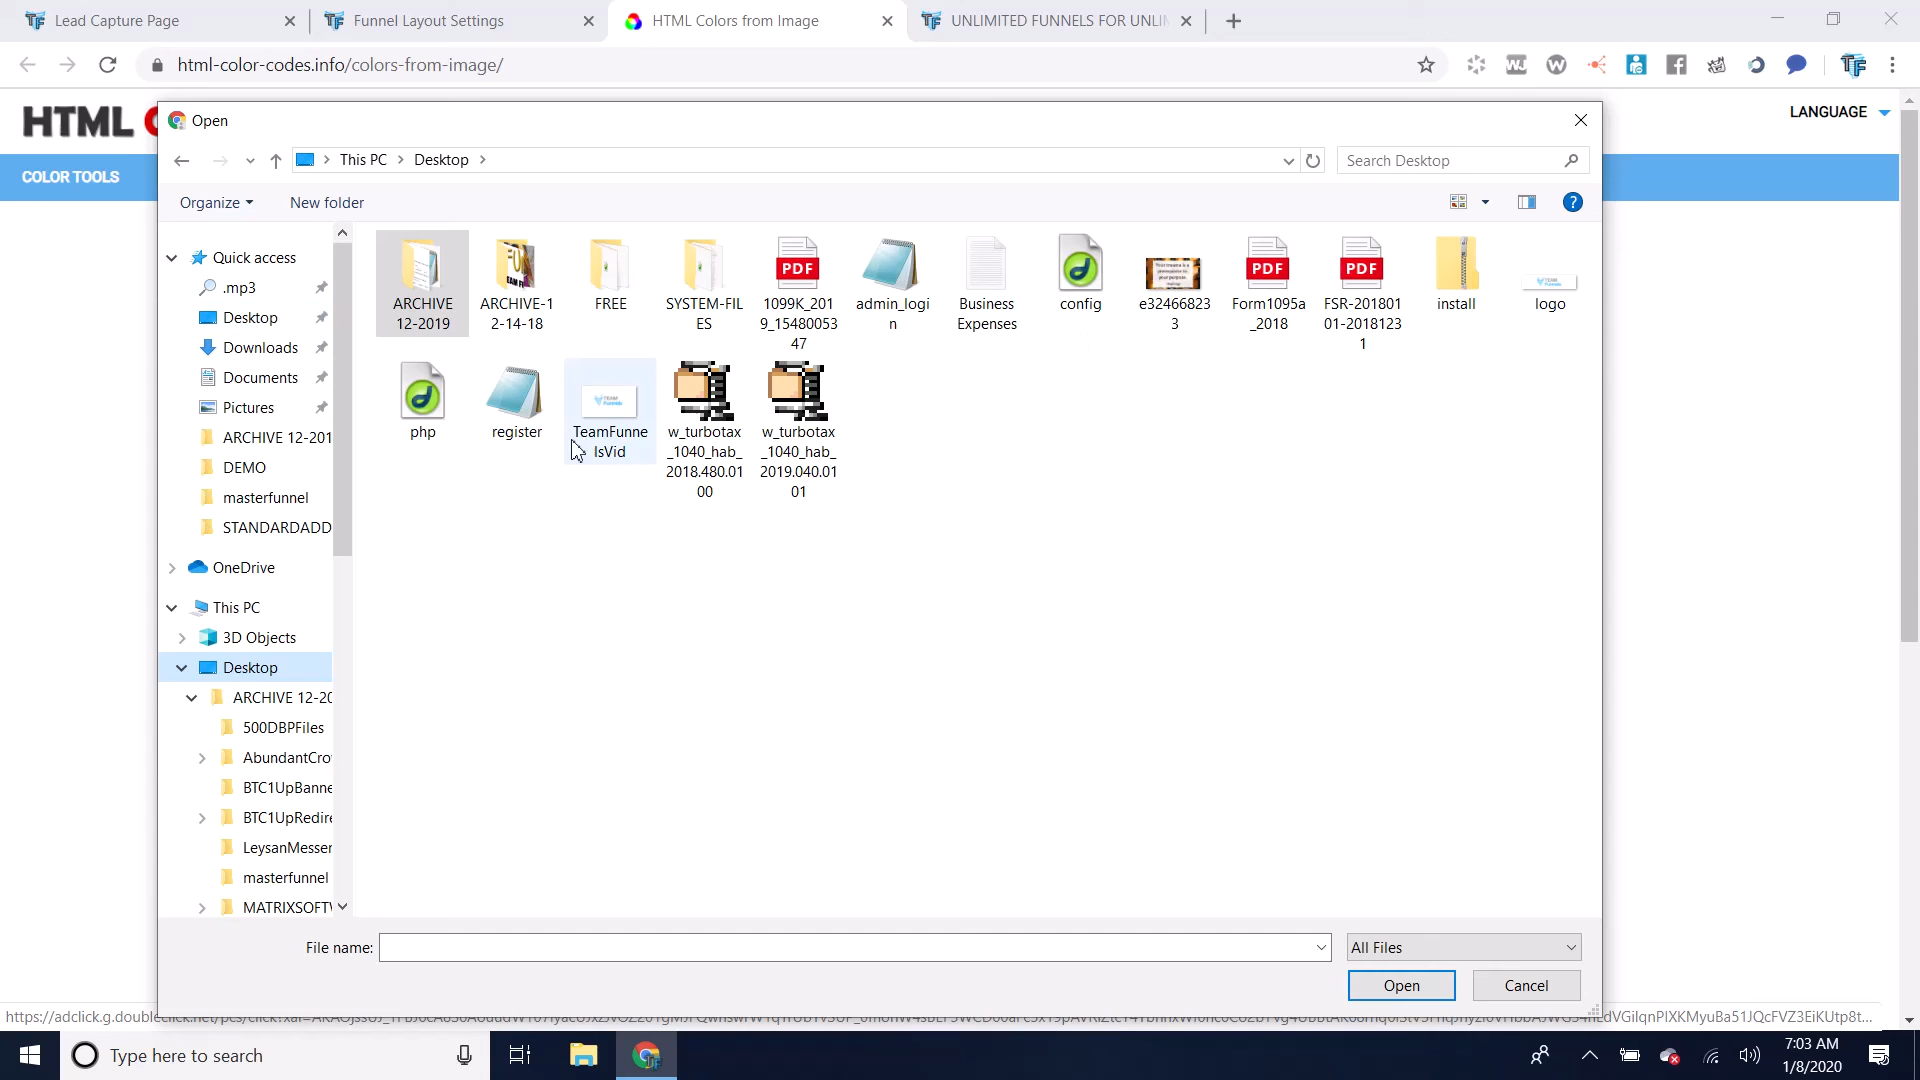 Lead Capture Page
Funnel Layout Settings
HTML Colors from Image
UNLIMITED FUNNELS FOR UNLI
html-color-codes.info/colors-from-image/
HTML
LANGUAGE
COLOR TOOLS
Open
This PC
Desktop
Search Desktop
Organize
New folder
Quick access
.mp3
Desktop
Downloads
Documents
Pictures
ARCHIVE 12-201
DEMO
masterfunnel
STANDARDADD
OneDrive
This PC
3D Objects
Desktop
ARCHIVE 12-20
500DBPFiles
AbundantCro
BTC1UpBanne
BTC1UpRedire
LeysanMesser
masterfunnel
MATRIXSOFTV
ARCHIVE
12-2019
ARCHIVE-1
2-14-18
FREE
SYSTEM-FIL
ES
PDF
1099K_201
9_15480053
47
admin_logi
n
Business
Expenses
config
e32466823
3
PDF
Form1095a
_2018
PDF
FSR-201801
01-2018123
1
install
logo
php
register
TeamFunne
lsVid
w_turbotax
_1040_hab_
2018.480.01
00
w_turbotax
_1040_hab_
2019.040.01
01
File name:
All Files
Open
Cancel
Type here to search
7:03 AM
1/8/2020